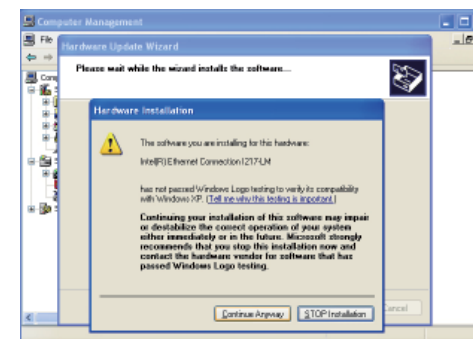 Computer Management
File
Hardware Update Wizard
Please wait while the wizard installs the software...
Hardware Installation
The software you are installing for this hardware:
Intel(R) Ethernet Connection I217-LM
has not passed Windows Logo testing to verify its compatibility
with Windows XP. (Tell me why this testing is important.)
Continuing your installation of this software may impair
or destabilize the correct operation of your system
either immediately or in the future. Microsoft strongly
recommends that you stop this installation now and
contact the hardware vendor for software that has
passed Windows Logo testing.
Continue Anyway
STOP Installation
Cancel